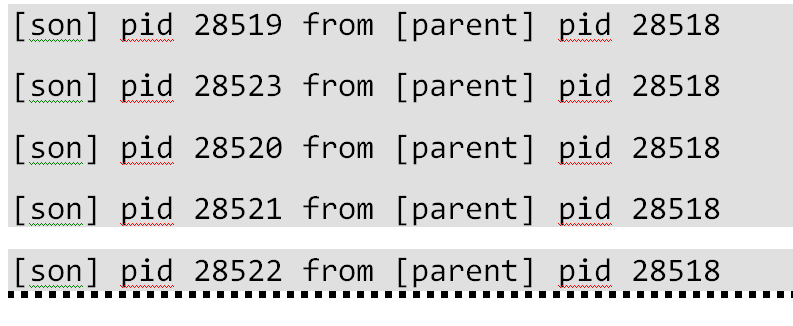 [son] pid 28519 from [parent] pid 28518
[son] pid 28523 from [parent] pid 28518
[son] pid 28520 from [parent] pid 28518
[son] pid 28521 from [parent] pid 28518
[son] pid 28522 from [parent] pid 28518